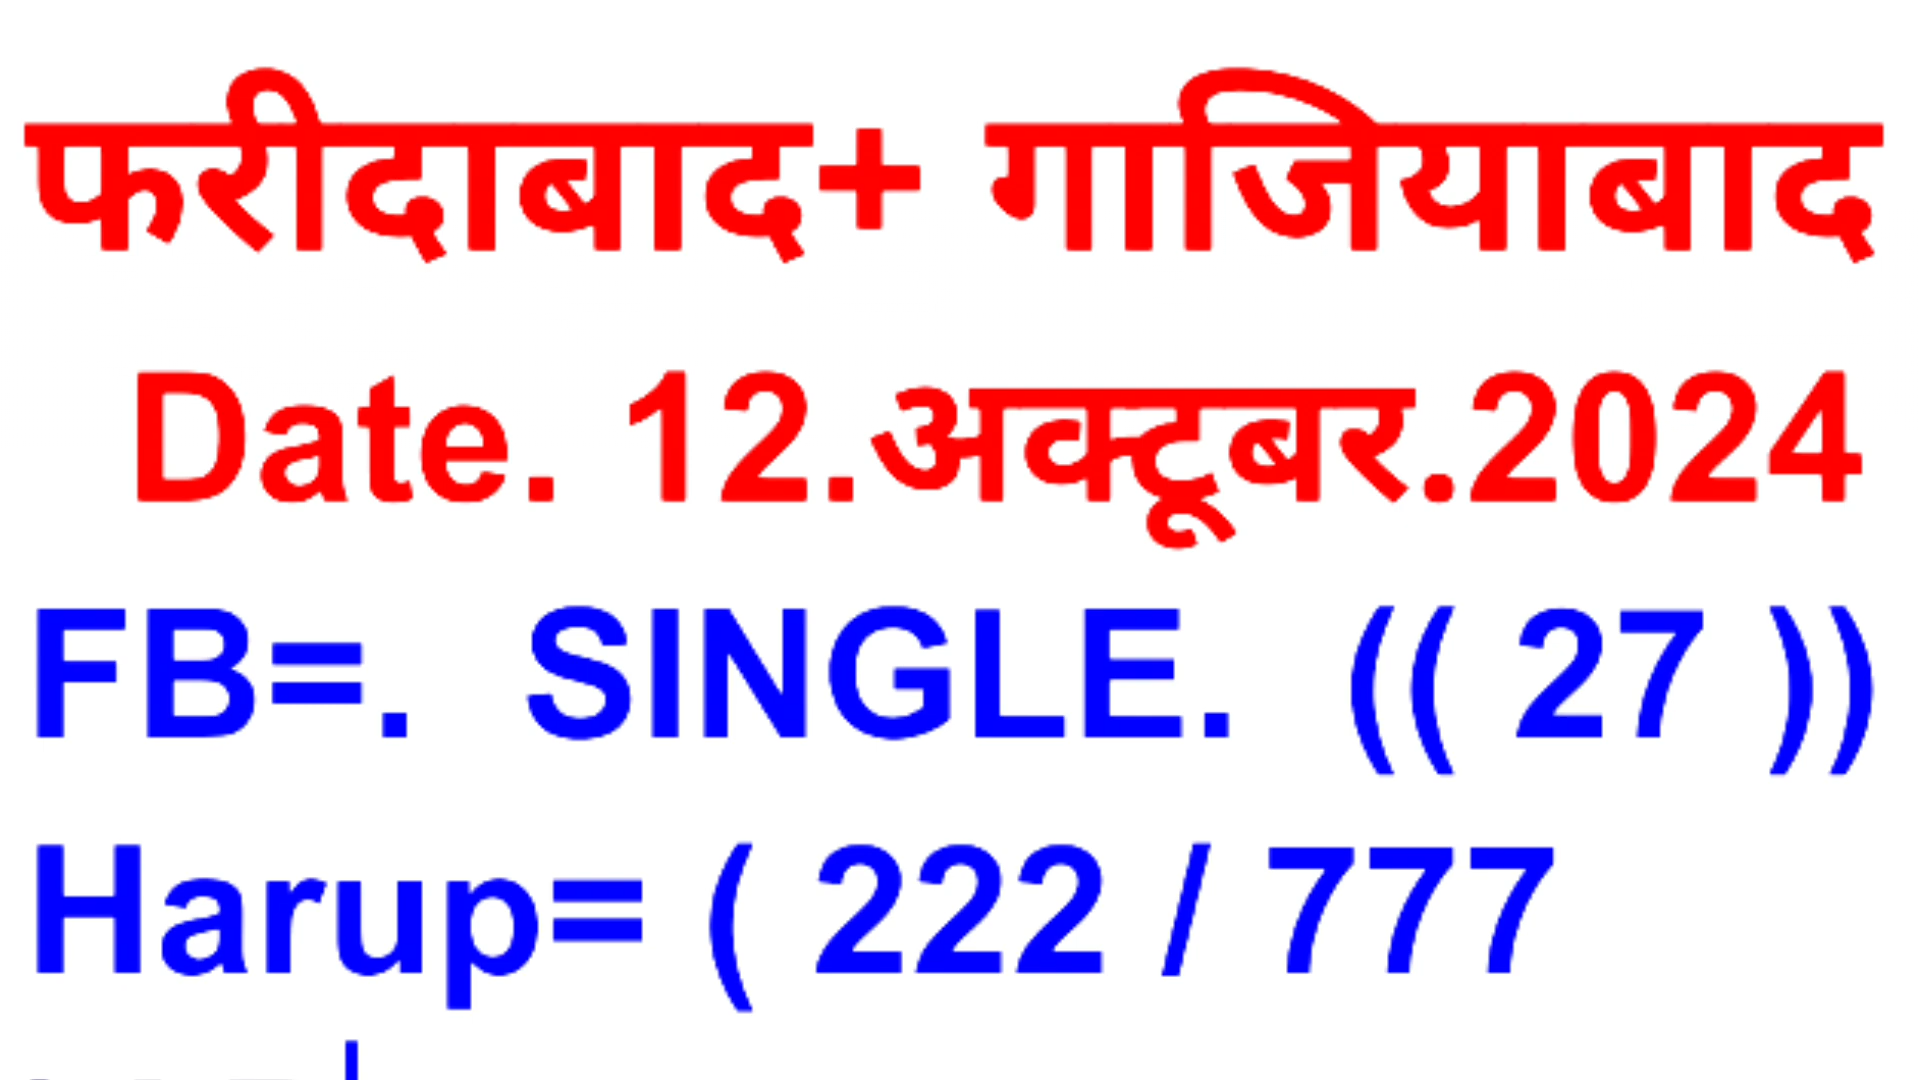 फरीदाबाद+ गाजियाबाद
Date. 12.अक्टूबर.2024
FB=. SINGLE. (( 27 ))
Harup= ( 222 / 777